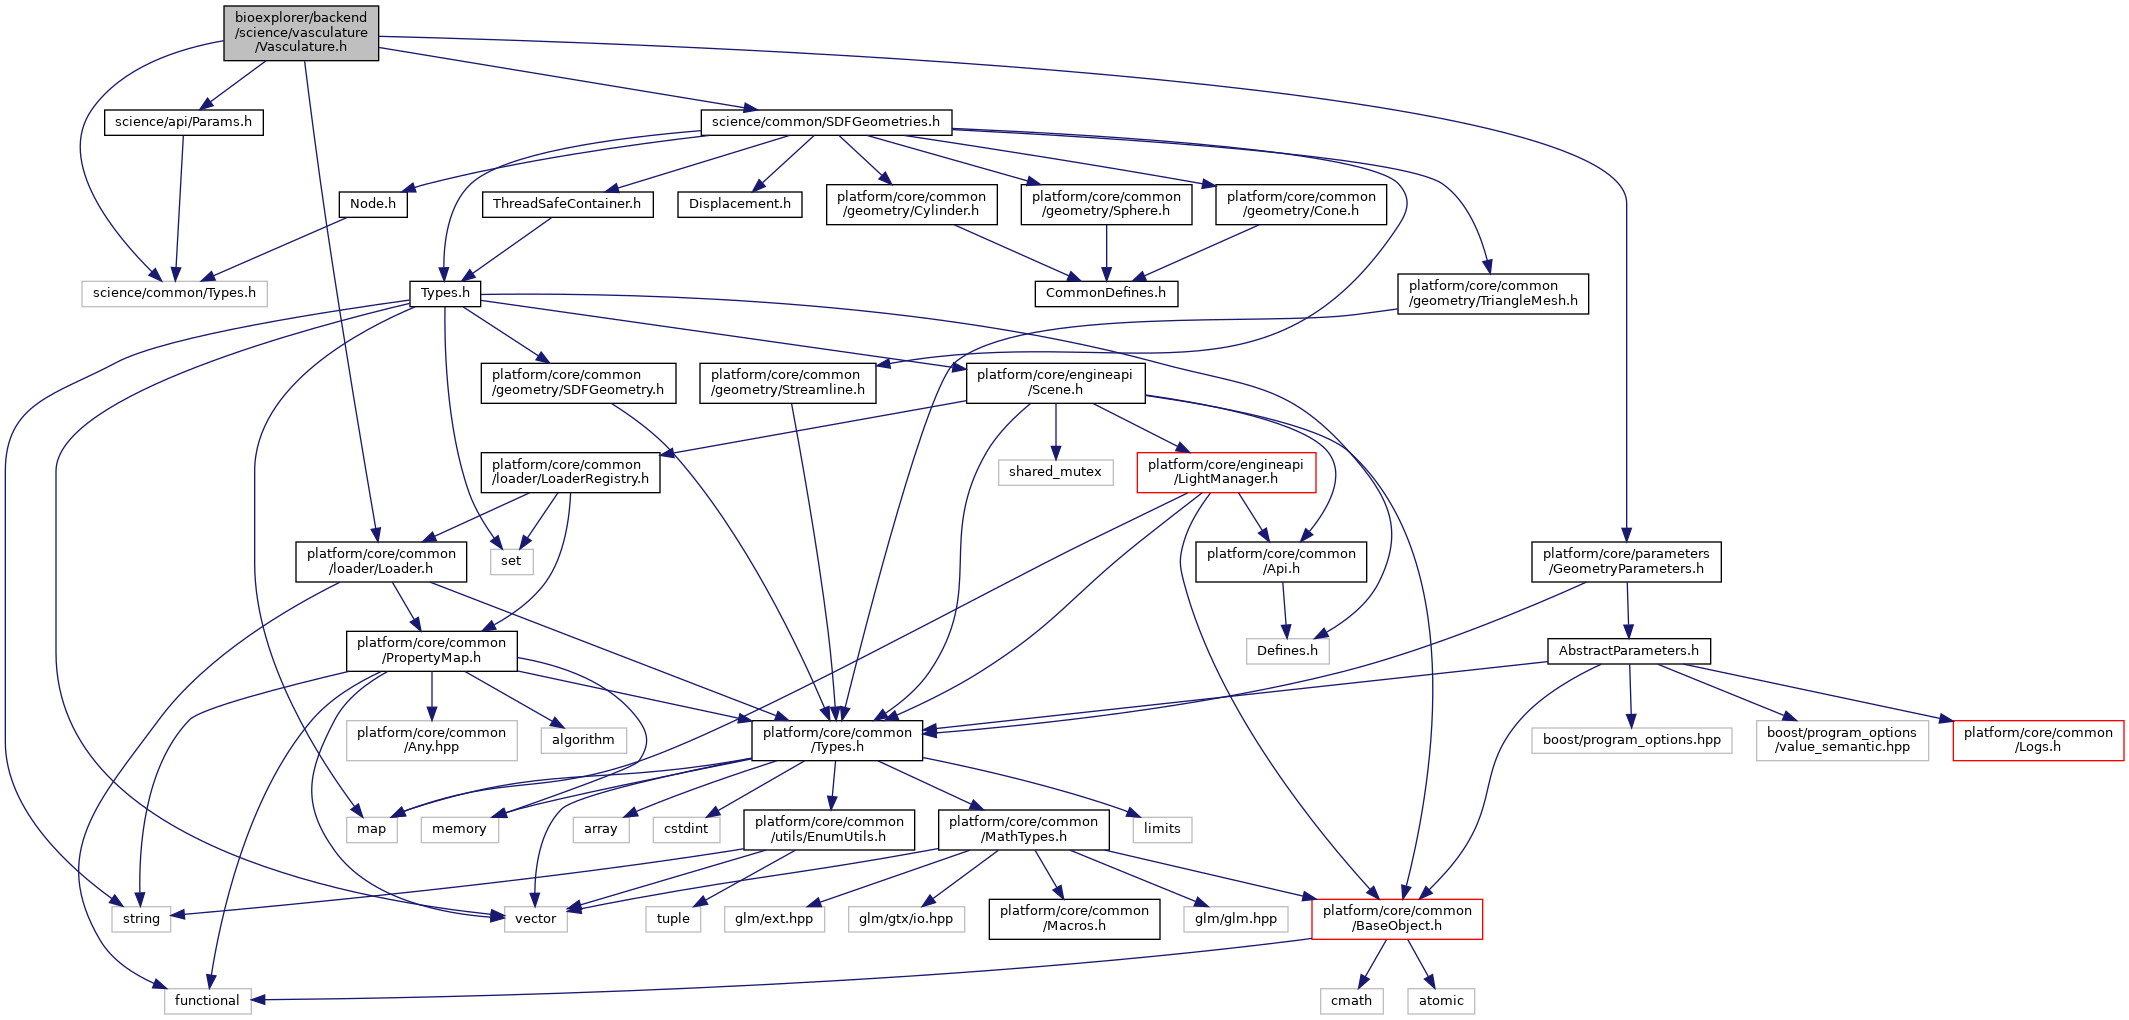 bioexplorer/backend
/science/vasculature
/Vasculature.h
science/api/Params.h
science/common/SDFGeometries.h
Node.h
ThreadSafeContainer.h
Displacement.h
platform/core/common
/geometry/Cylinder.h
platform/core/common
/geometry/Sphere.h
platform/core/common
/geometry/Cone.h
science/common/Types.h
Types.h
CommonDefines.h
platform/core/common
/geometry/TriangleMesh.h
platform/core/common
/geometry/SDFGeometry.h
platform/core/common
/geometry/Streamline.h
platform/core/engineapi
/Scene.h
platform/core/common
/loader/LoaderRegistry.h
shared_mutex
platform/core/engineapi
/LightManager.h
platform/core/common
/loader/Loader.h
set
platform/core/common
/Api.h
platform/core/parameters
/GeometryParameters.h
platform/core/common
/PropertyMap.h
Defines.h
AbstractParameters.h
platform/core/common
/Any.hpp
algorithm
platform/core/common
/Types.h
boost/program_options.hpp
boost/program_options
/value_semantic.hpp
platform/core/common
/Logs.h
map
memory
array
cstdint
platform/core/common
/utils/EnumUtils.h
platform/core/common
/MathTypes.h
limits
string
vector
tuple
glm/ext.hpp
glm/gtx/io.hpp
platform/core/common
/Macros.h
glm/glm.hpp
platform/core/common
/BaseObject.h
functional
cmath
atomic